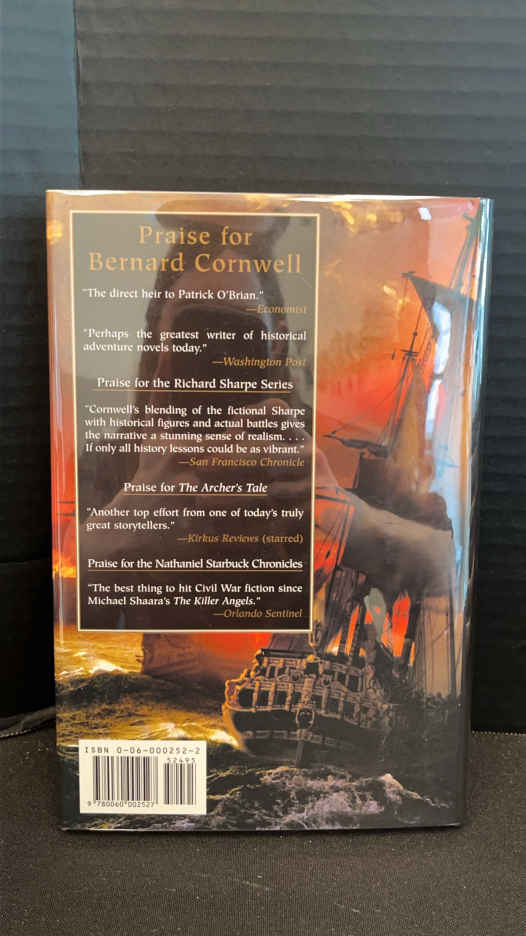 Praise for
Bernard Cornwell
"The direct heir to Patrick O'Brian."
—Economist
"Perhaps the greatest writer of historical
adventure novels today."
—Washington Post
Praise for the Richard Sharpe Series
"Cornwell's blending of the fictional Sharpe
with historical figures and actual battles gives
the narrative a stunning sense of realism. . . .
If only all history lessons could be as vibrant."
—San Francisco Chronicle
Praise for The Archer's Tale
"Another top effort from one of today's truly
great storytellers."
—Kirkus Reviews (starred)
Praise for the Nathaniel Starbuck Chronicles
"The best thing to hit Civil War fiction since
Michael Shaara's The Killer Angels."
—Orlando Sentinel
ISBN 0-06-000252-2
52495
9 780060 002527